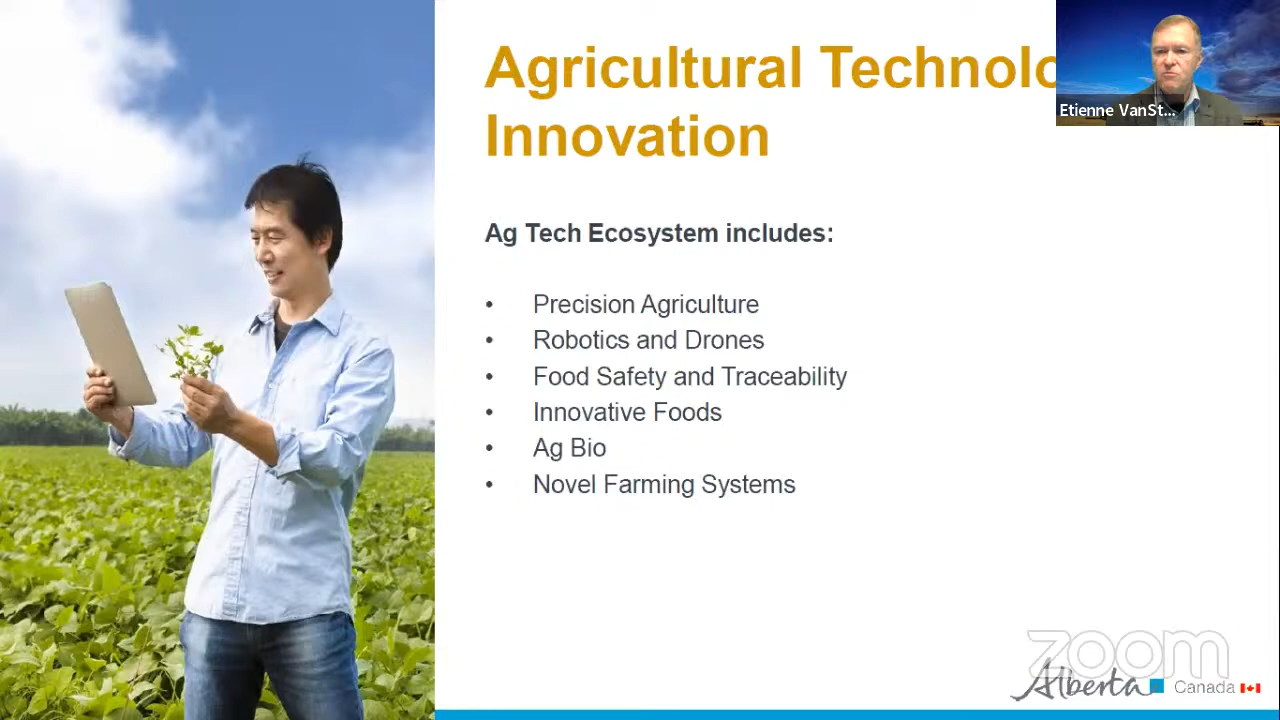 Agricultural Technolo
Innovation
Etienne VanSt...
Ag Tech Ecosystem includes:
• Precision Agriculture
• Robotics and Drones
• Food Safety and Traceability
• Innovative Foods
• Ag Bio
• Novel Farming Systems
zoom
Alberta Canada